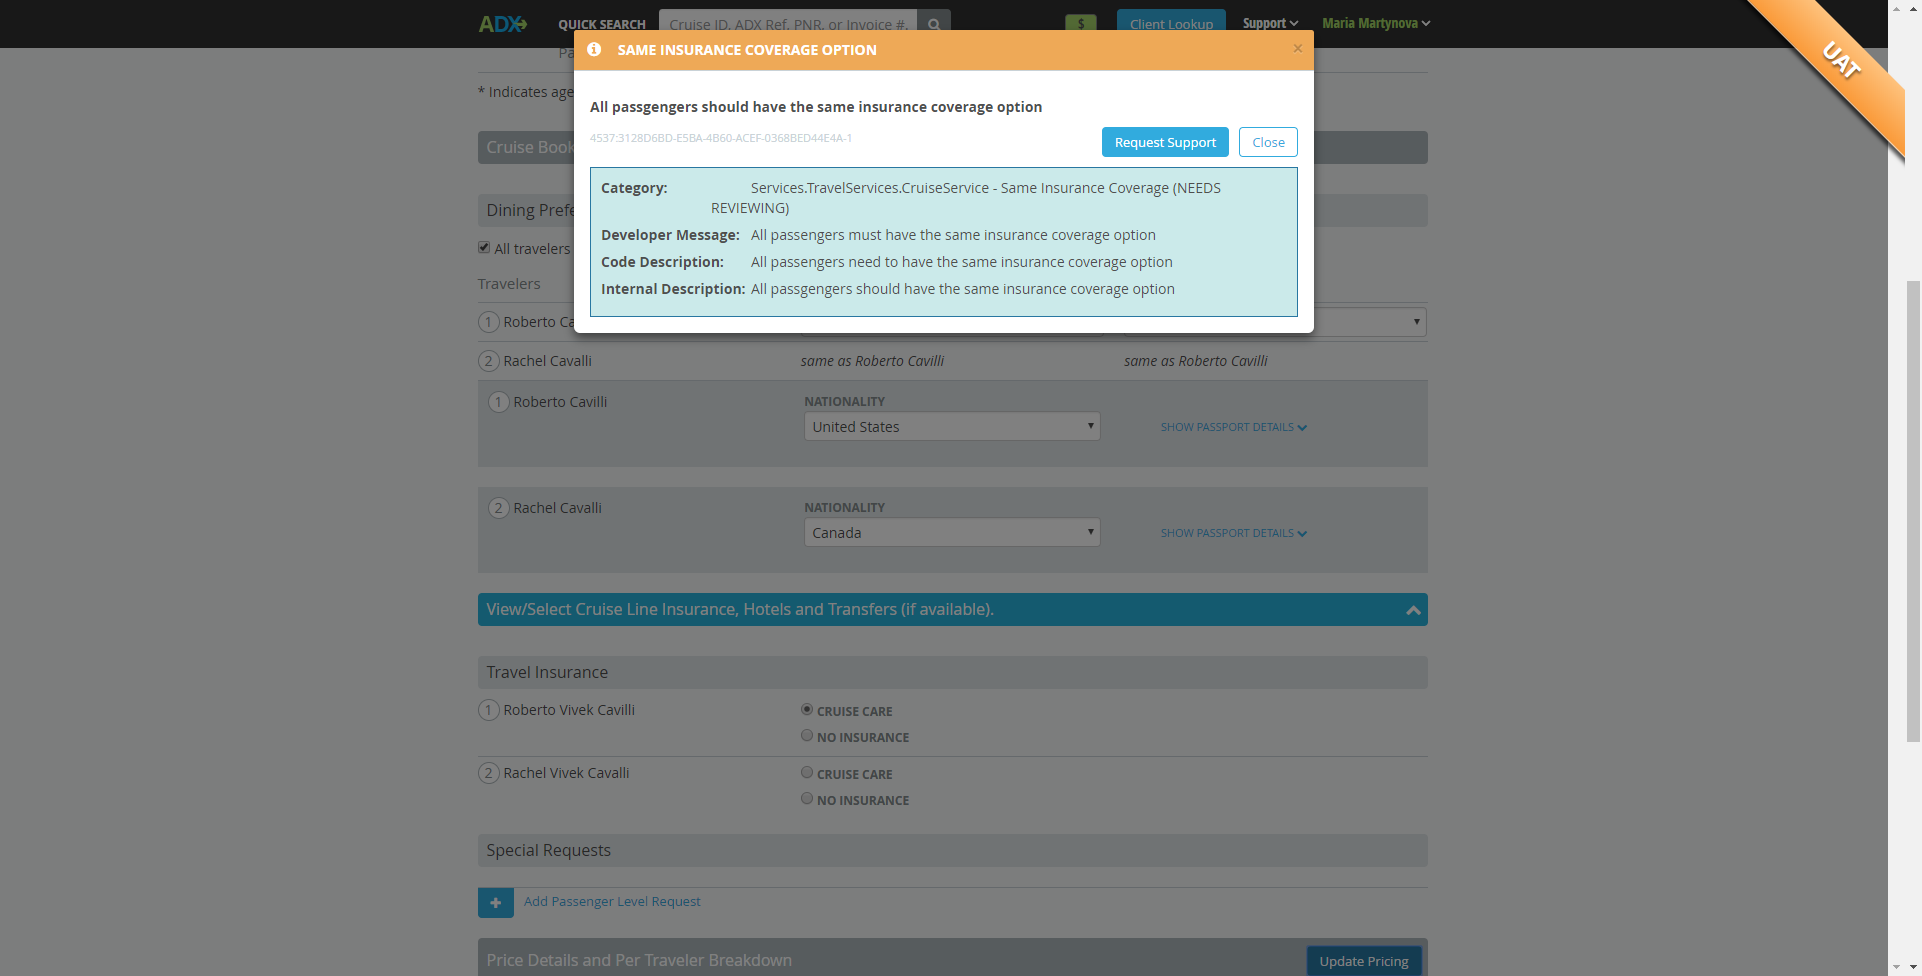 ADX
QUICK SEARCH
Cruise ID, ADX Ref, PNR, or Invoice #,
$
Client Lookup
Support
Maria Martynova
UAT
SAME INSURANCE COVERAGE OPTION
×
Pa
* Indicates age
All passgengers should have the same insurance coverage option
4537:3128D6BD-E5BA-4B60-ACEF-0368BED44E4A-1
Request Support
Close
Cruise Book
Category: Services.TravelServices.CruiseService - Same Insurance Coverage (NEEDS
REVIEWING)
Developer Message: All passengers must have the same insurance coverage option
Code Description: All passengers need to have the same insurance coverage option
Internal Description: All passgengers should have the same insurance coverage option
Dining Prefe
All travelers
Travelers
1 Roberto Ca
2 Rachel Cavalli same as Roberto Cavilli same as Roberto Cavilli
1 Roberto Cavilli
NATIONALITY
United States
SHOW PASSPORT DETAILS
2 Rachel Cavalli
NATIONALITY
Canada
SHOW PASSPORT DETAILS
View/Select Cruise Line Insurance, Hotels and Transfers (if available).
Travel Insurance
1 Roberto Vivek Cavilli
CRUISE CARE
NO INSURANCE
2 Rachel Vivek Cavalli
CRUISE CARE
NO INSURANCE
Special Requests
+ Add Passenger Level Request
Price Details and Per Traveler Breakdown
Update Pricing